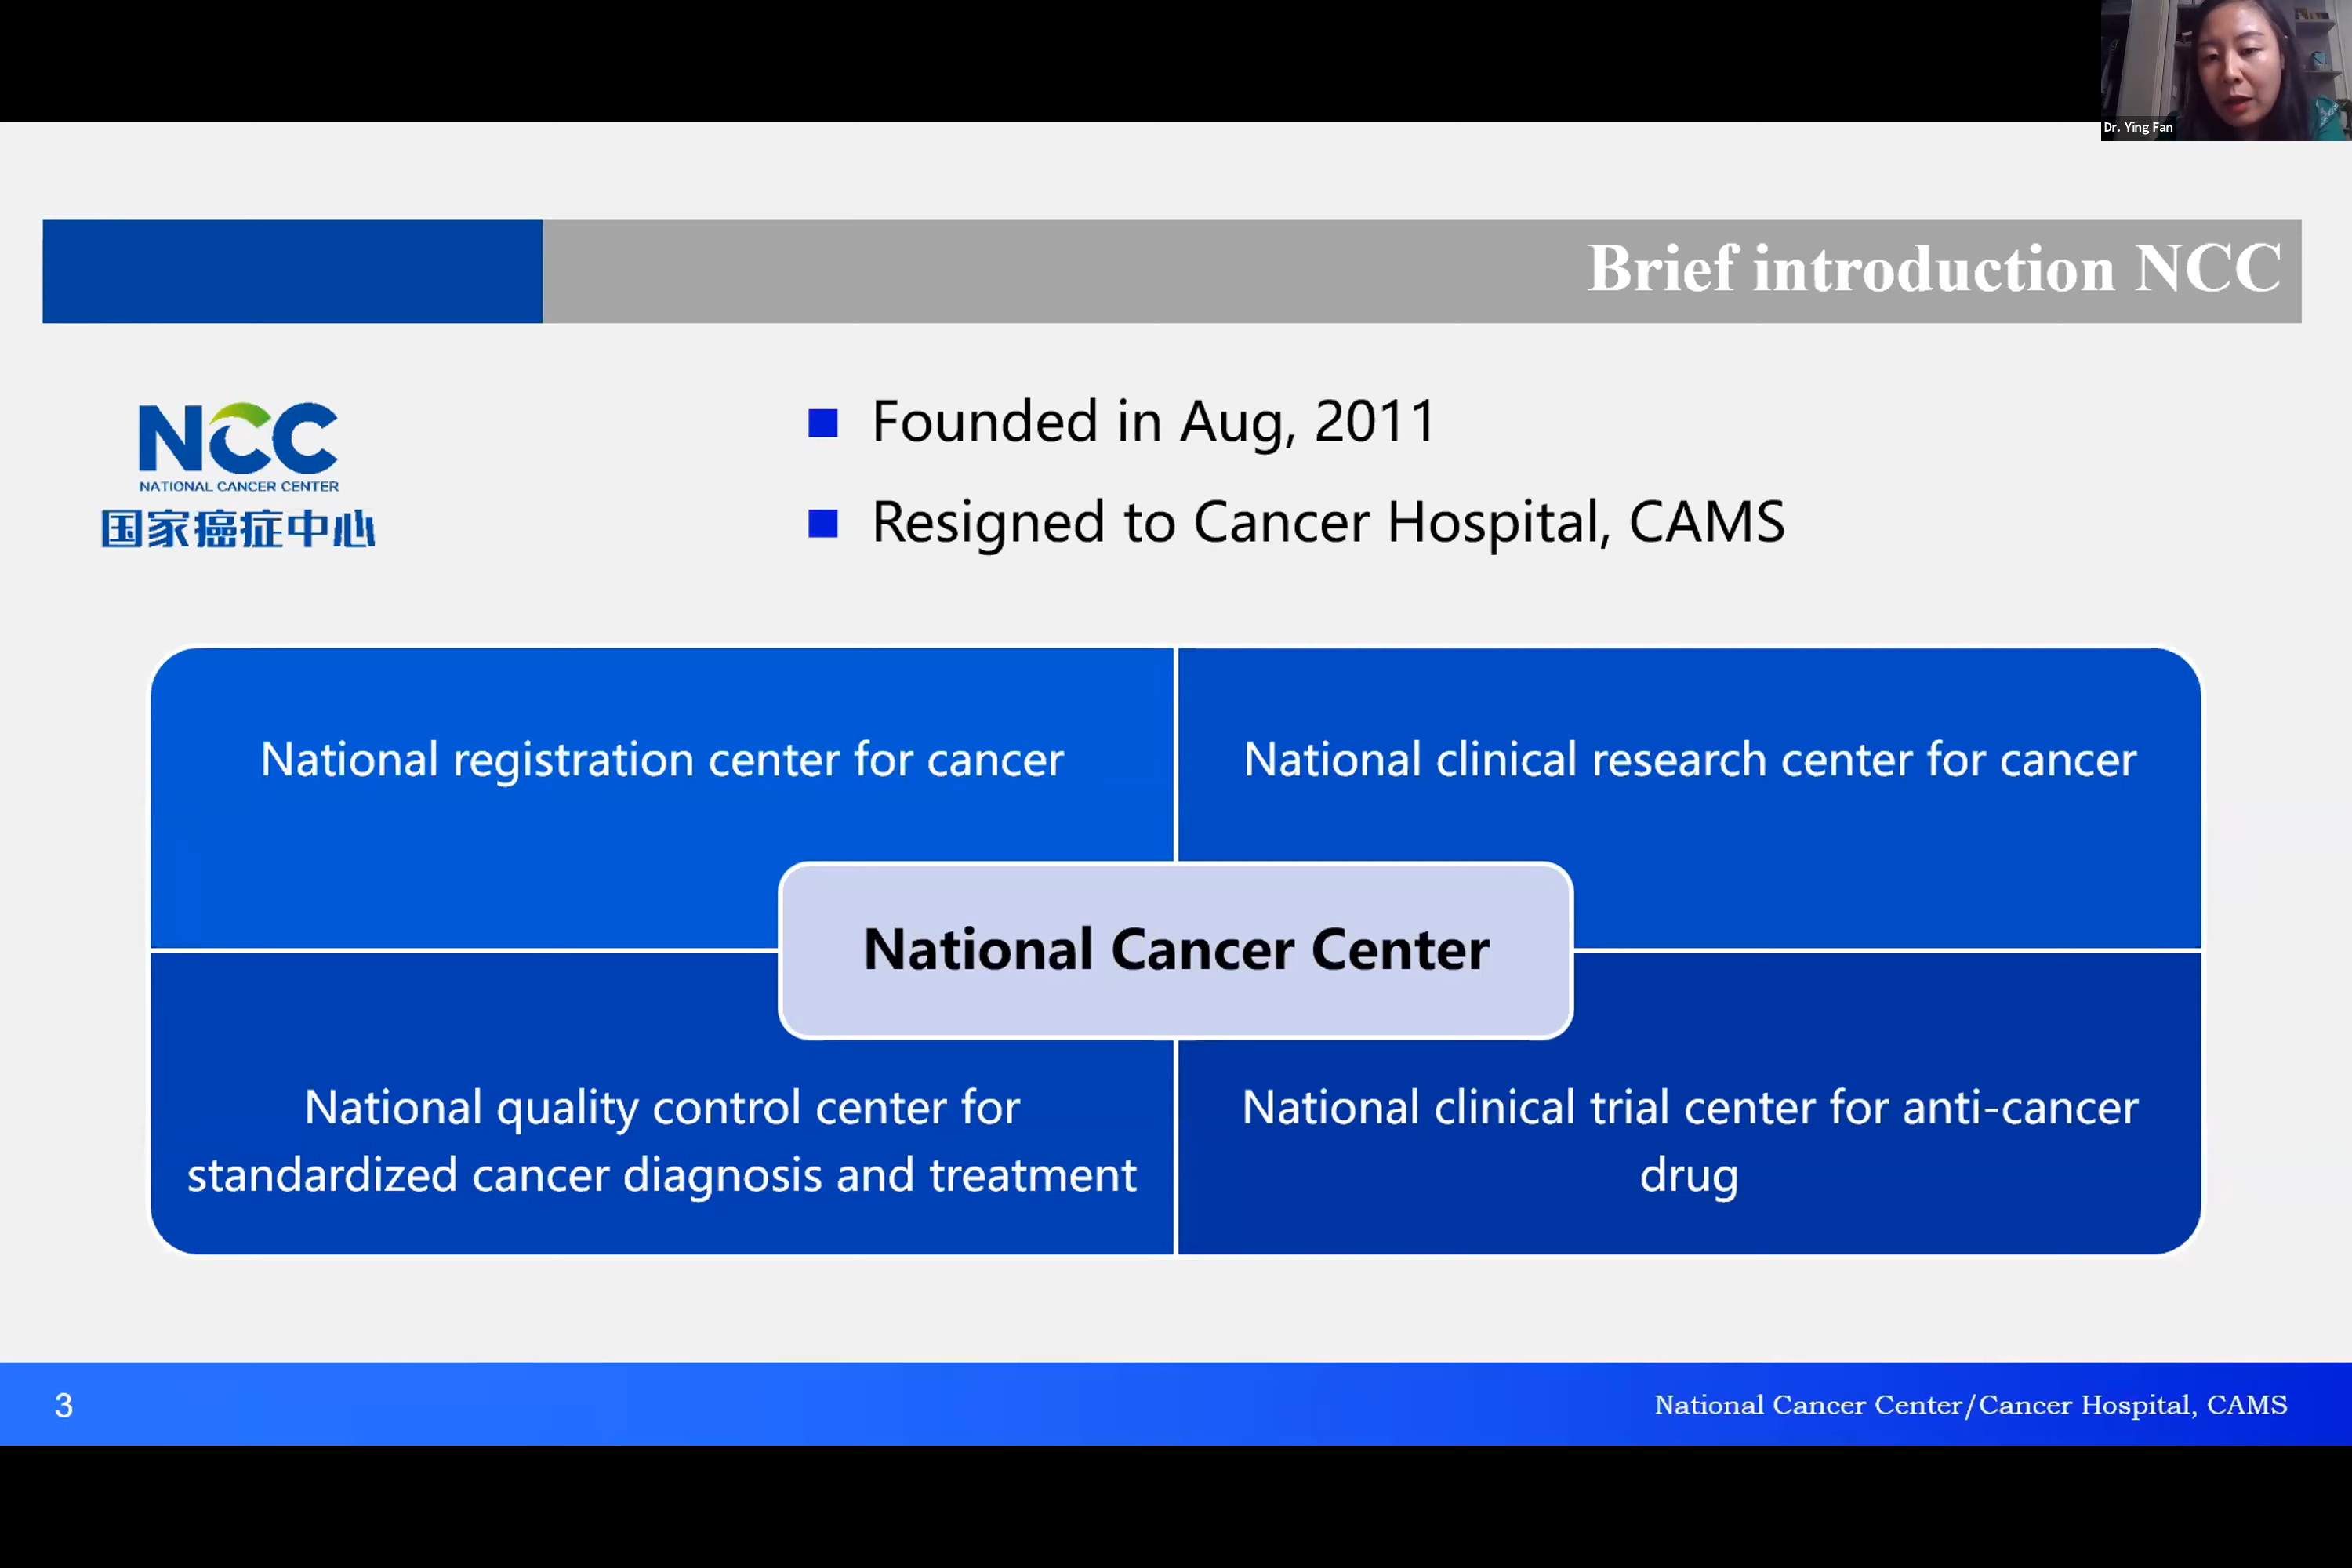 Dr. Ying Fan
Brief introduction NCC
NCC
NATIONAL CANCER CENTER
国家癌症中心
Founded in Aug, 2011
Resigned to Cancer Hospital, CAMS
National registration center for cancer
National clinical research center for cancer
National Cancer Center
National quality control center for
standardized cancer diagnosis and treatment
National clinical trial center for anti-cancer
drug
3
National Cancer Center/Cancer Hospital, CAMS